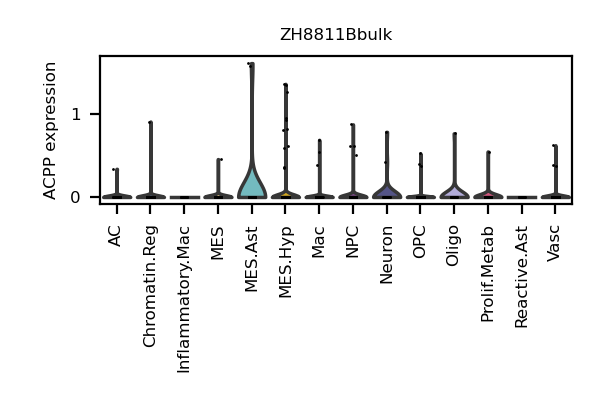 ZH8811Bbulk
ACPP expression
1
0
AC
Chromatin.Reg
Inflammatory.Mac
MES
MES.Ast
MES.Hyp
Mac
NPC
Neuron
OPC
Oligo
Prolif.Metab
Reactive.Ast
Vasc